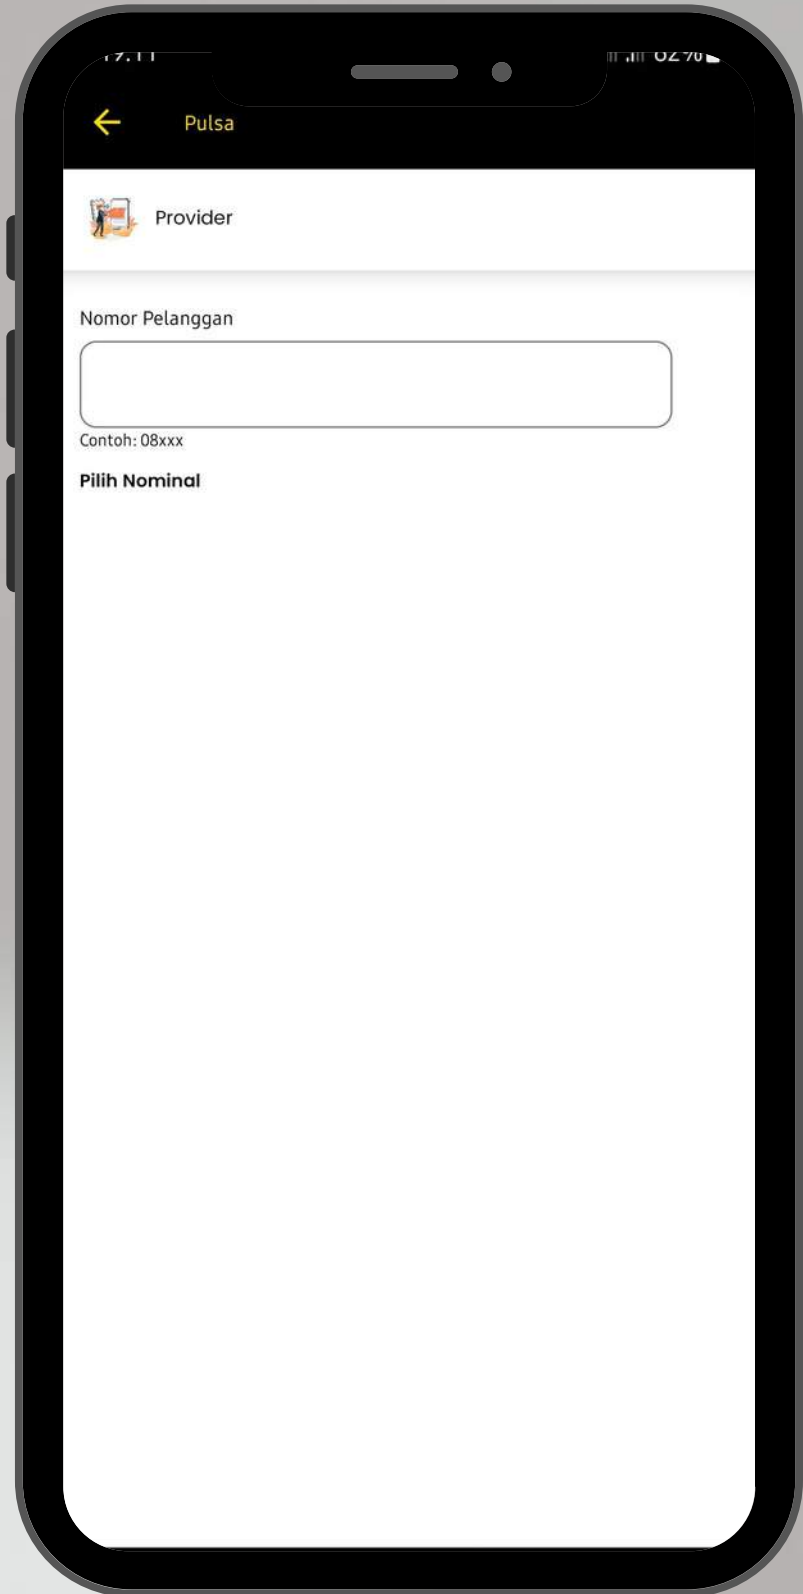 Pulsa
Provider
Nomor Pelanggan
Contoh: 08xxx
Pilih Nominal